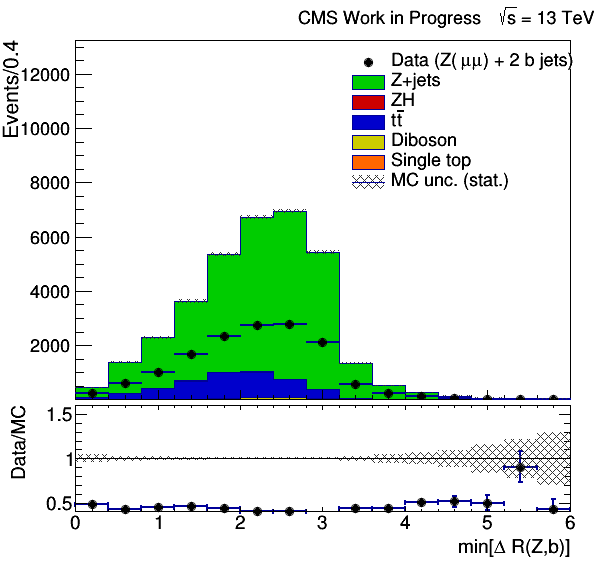 CMS Work in Progress √s = 13 TeV
Events/0.4
12000
10000
8000
6000
4000
2000
Data (Z(μμ) + 2 b jets)
Z+jets
ZH
tt̅
Diboson
Single top
MC unc. (stat.)
Data/MC
1.5
1
0.5
0 1 2 3 4 5 6
min[Δ R(Z,b)]